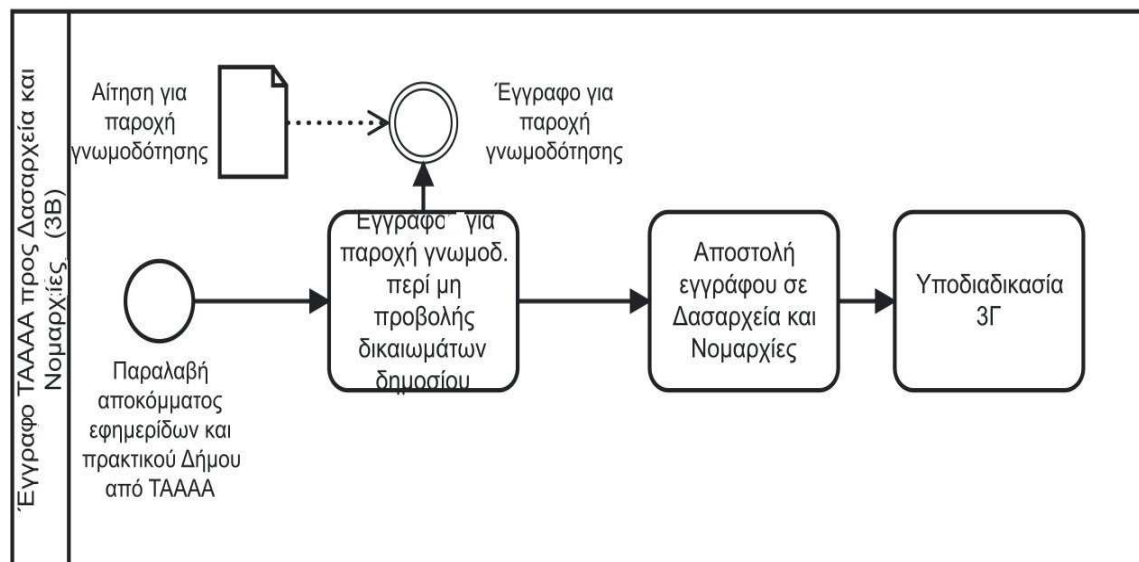 Έγγραφο ΤΑΑΑΑ προς Δασαρχεία και
Νομαρχίες (3Β)
Αίτηση για
παροχή
γνωμοδότησης
Έγγραφο για
παροχή
γνωμοδότησης
παροχή γνωμοδ.
περί μη
προβολής
δικαιωμάτων
δημοσίου
Αποστολή
εγγράφου σε
Δασαρχεία και
Νομαρχίες
Υποδιαδικασία
3Γ
Παραλαβή
αποκόμματος
εφημερίδων και
πρακτικού Δήμου
από ΤΑΑΑΑ